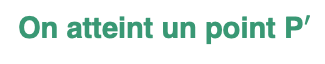 On atteint un point P′